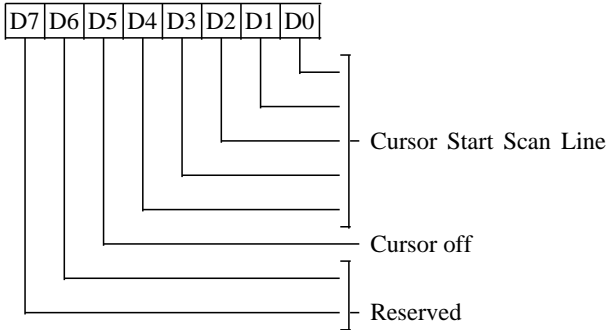 D7 D6 D5 D4 D3 D2 D1 D0
Cursor Start Scan Line
Cursor off
Reserved